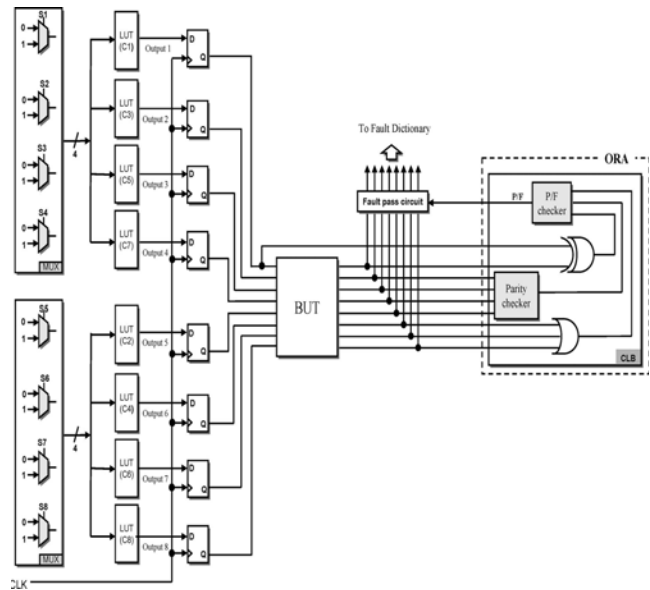 S1
0
1
S2
0
1
S3
0
1
S4
0
1
MUX
4
LUT
(C1)
Output 1
D
Q
LUT
(C3)
Output 2
D
Q
LUT
(C5)
Output 3
D
Q
LUT
(C7)
Output 4
D
Q
S5
0
1
S6
0
1
S7
0
1
S8
0
1
MUX
4
LUT
(C2)
Output 5
D
Q
LUT
(C4)
Output 6
D
Q
LUT
(C6)
Output 7
D
Q
LUT
(C8)
Output 8
D
Q
CLK
BUT
To Fault Dictionary
Fault pass circuit
ORA
P/F
P/F
checker
Parity
checker
CLB